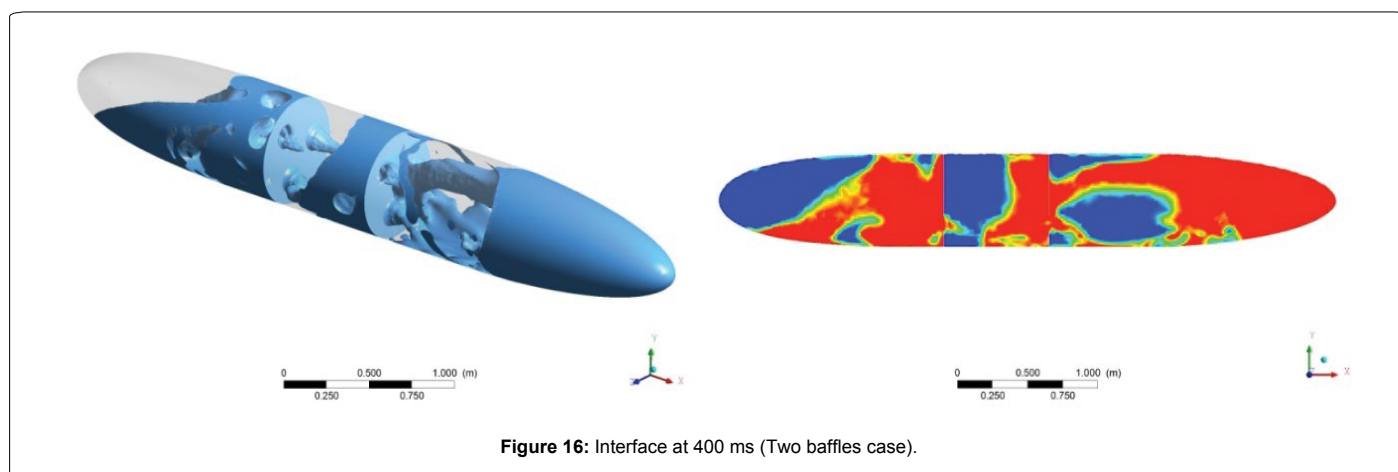 0 0.500 1.000 (m)
0.250 0.750
Y
Z X
0 0.500 1.000 (m)
0.250 0.750
Y
X
Figure 16: Interface at 400 ms (Two baffles case).